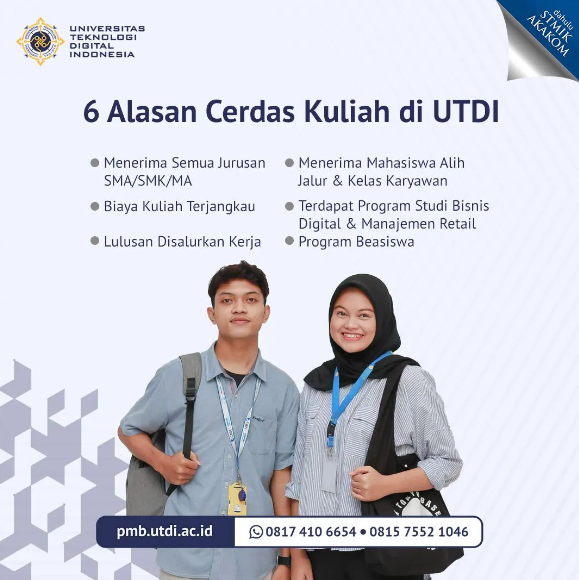 UNIVERSITAS
TEKNOLOGI
DIGITAL
INDONESIA
dahulu
STMIK
AKAKOM
6 Alasan Cerdas Kuliah di UTDI
Menerima Semua Jurusan
SMA/SMK/MA
Biaya Kuliah Terjangkau
Lulusan Disalurkan Kerja
Menerima Mahasiswa Alih
Jalur & Kelas Karyawan
Terdapat Program Studi Bisnis
Digital & Manajemen Retail
Program Beasiswa
pmb.utdi.ac.id
0817 410 6654 • 0815 7552 1046